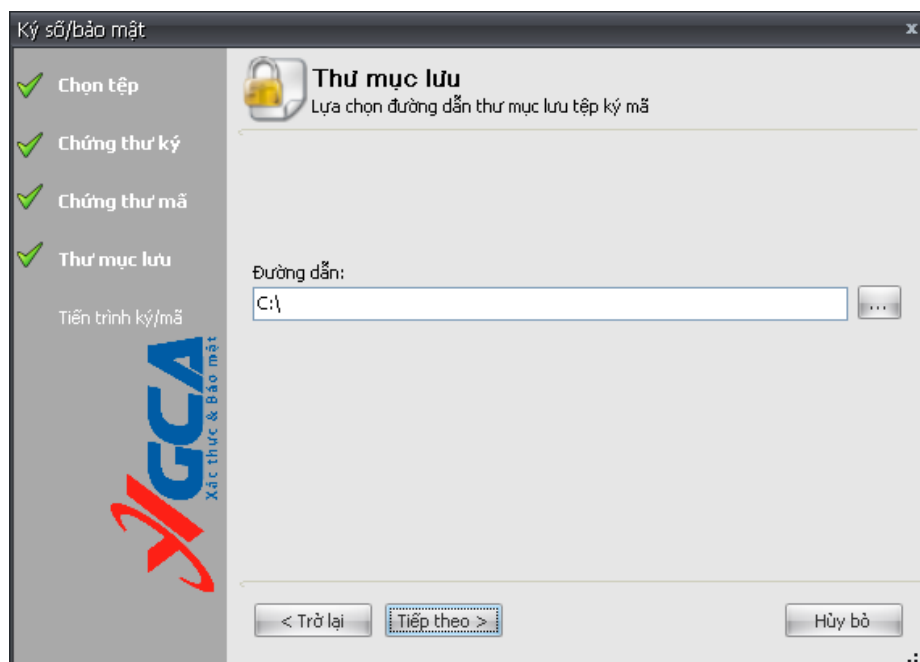 Ký số/bảo mật
Chọn tệp
Chứng thư ký
Chứng thư mã
Thư mục lưu
Tiến trình ký/mã
GCA
Xác thực & Bảo mật
Thư mục lưu
Lựa chọn đường dẫn thư mục lưu tệp ký mã
Đường dẫn:
C:\
...
< Trở lại
Tiếp theo >
Hủy bỏ